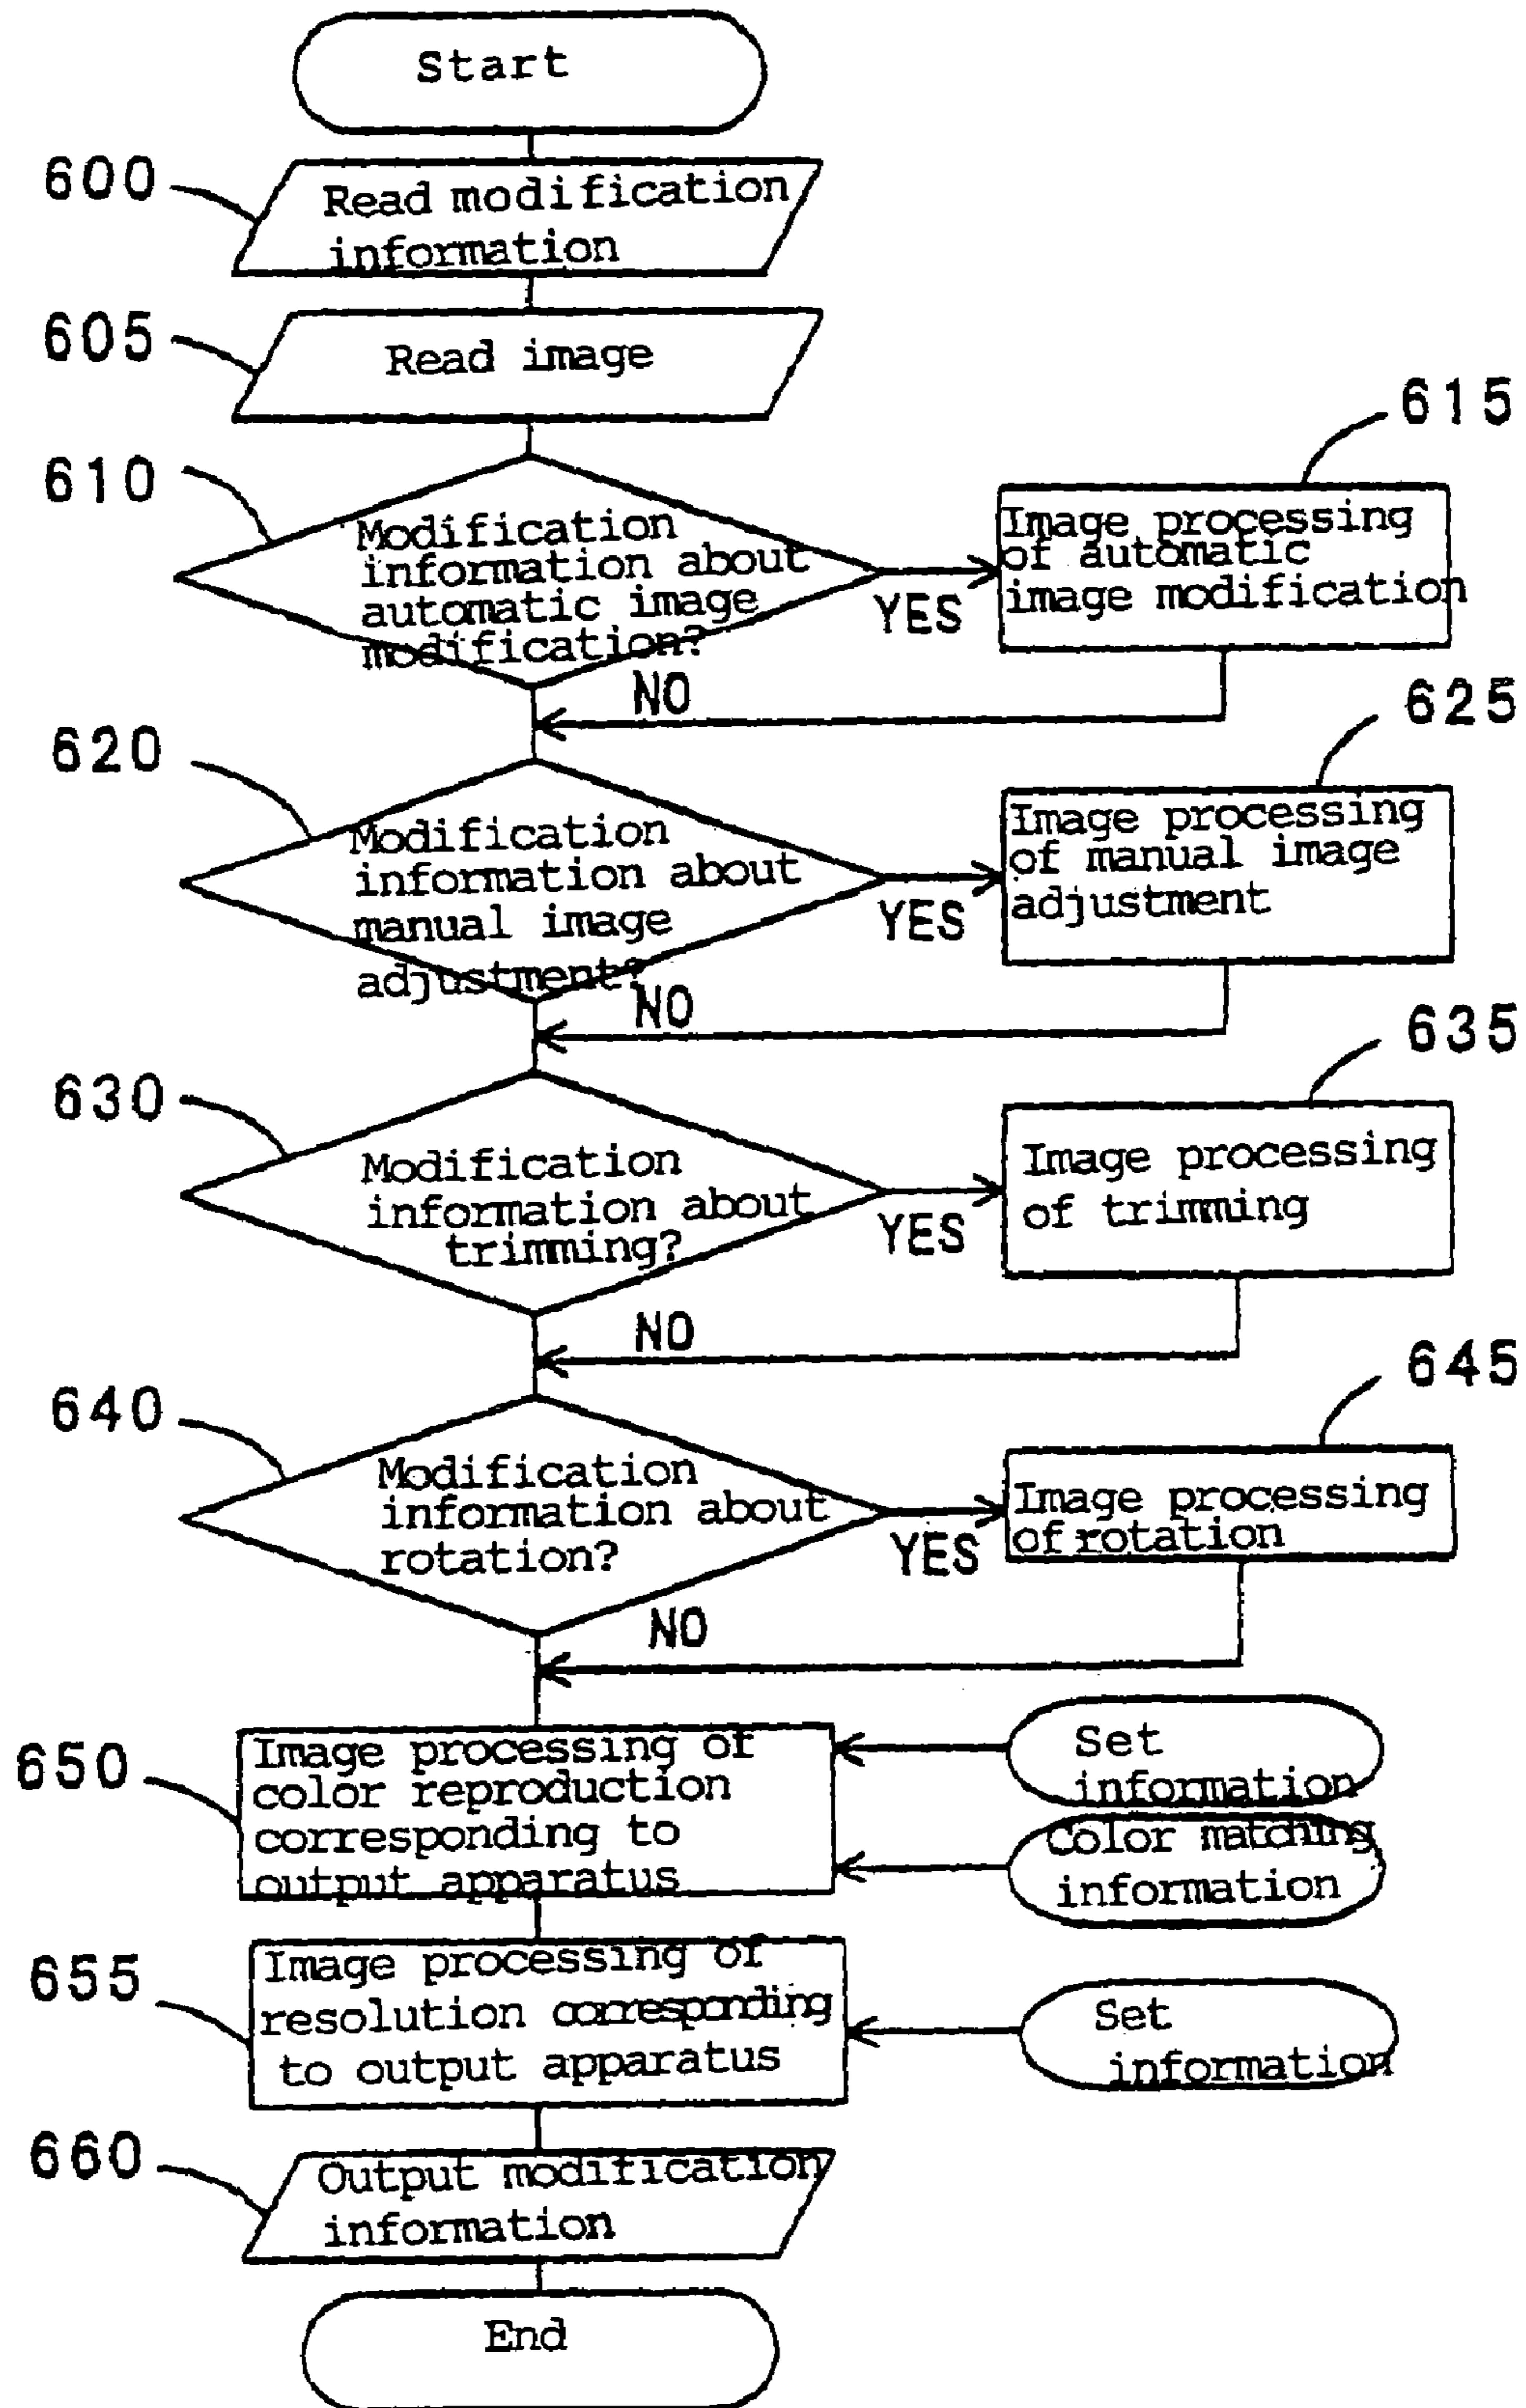 Start
600
Read modification
information
605
Read image
610
Modification
information about
automatic image
modification?
YES
NO
615
Image processing
of automatic
image modification
620
Modification
information about
manual image
adjustment?
YES
NO
625
Image processing
of manual image
adjustment
630
Modification
information about
trimming?
YES
NO
635
Image processing
of trimming
640
Modification
information about
rotation?
YES
NO
645
Image processing
of rotation
650
Image processing of
color reproduction
corresponding to
output apparatus
Set
information
Color matching
information
655
Image processing of
resolution corresponding
to output apparatus
Set
information
660
Output modification
information
End